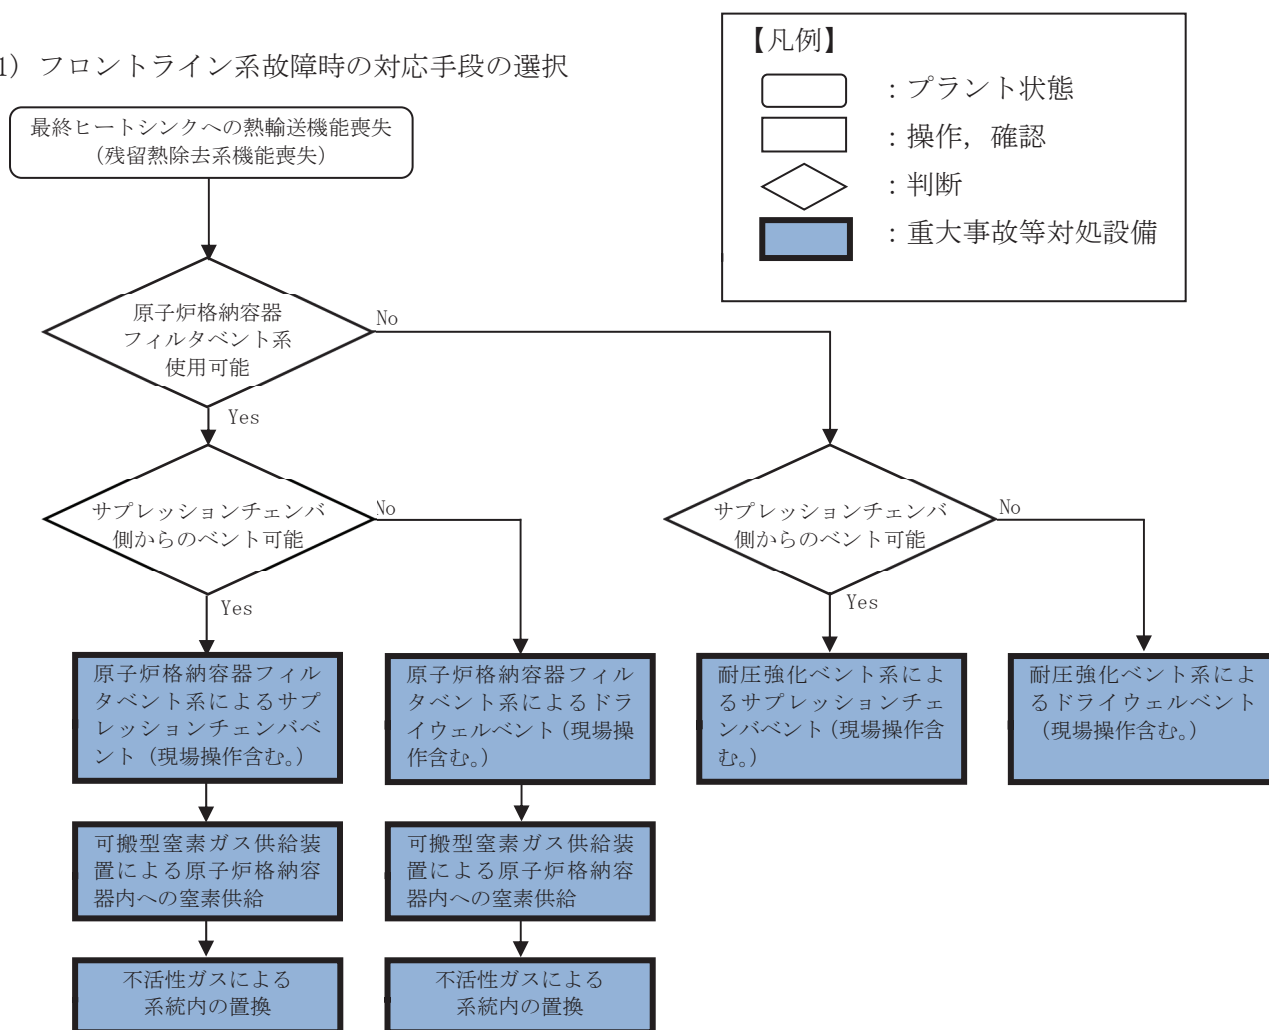 1) フロントライン系故障時の対応手段の選択
【凡例】
：プラント状態
：操作，確認
：判断
：重大事故等対処設備
最終ヒートシンクへの熱輸送機能喪失
（残留熱除去系機能喪失）
原子炉格納容器
フィルタベント系
使用可能
No
Yes
サプレッションチェンバ
側からのベント可能
No
Yes
サプレッションチェンバ
側からのベント可能
No
Yes
原子炉格納容器フィル
タベント系によるサプ
レッションチェンバベ
ント（現場操作含む。）
原子炉格納容器フィル
タベント系によるドラ
イウェルベント（現場操
作含む。）
耐圧強化ベント系によ
るサプレッションチェ
ンバベント（現場操作含
む。）
耐圧強化ベント系によ
るドライウェルベント
（現場操作含む。）
可搬型窒素ガス供給装
置による原子炉格納容
器内への窒素供給
可搬型窒素ガス供給装
置による原子炉格納容
器内への窒素供給
不活性ガスによる
系統内の置換
不活性ガスによる
系統内の置換